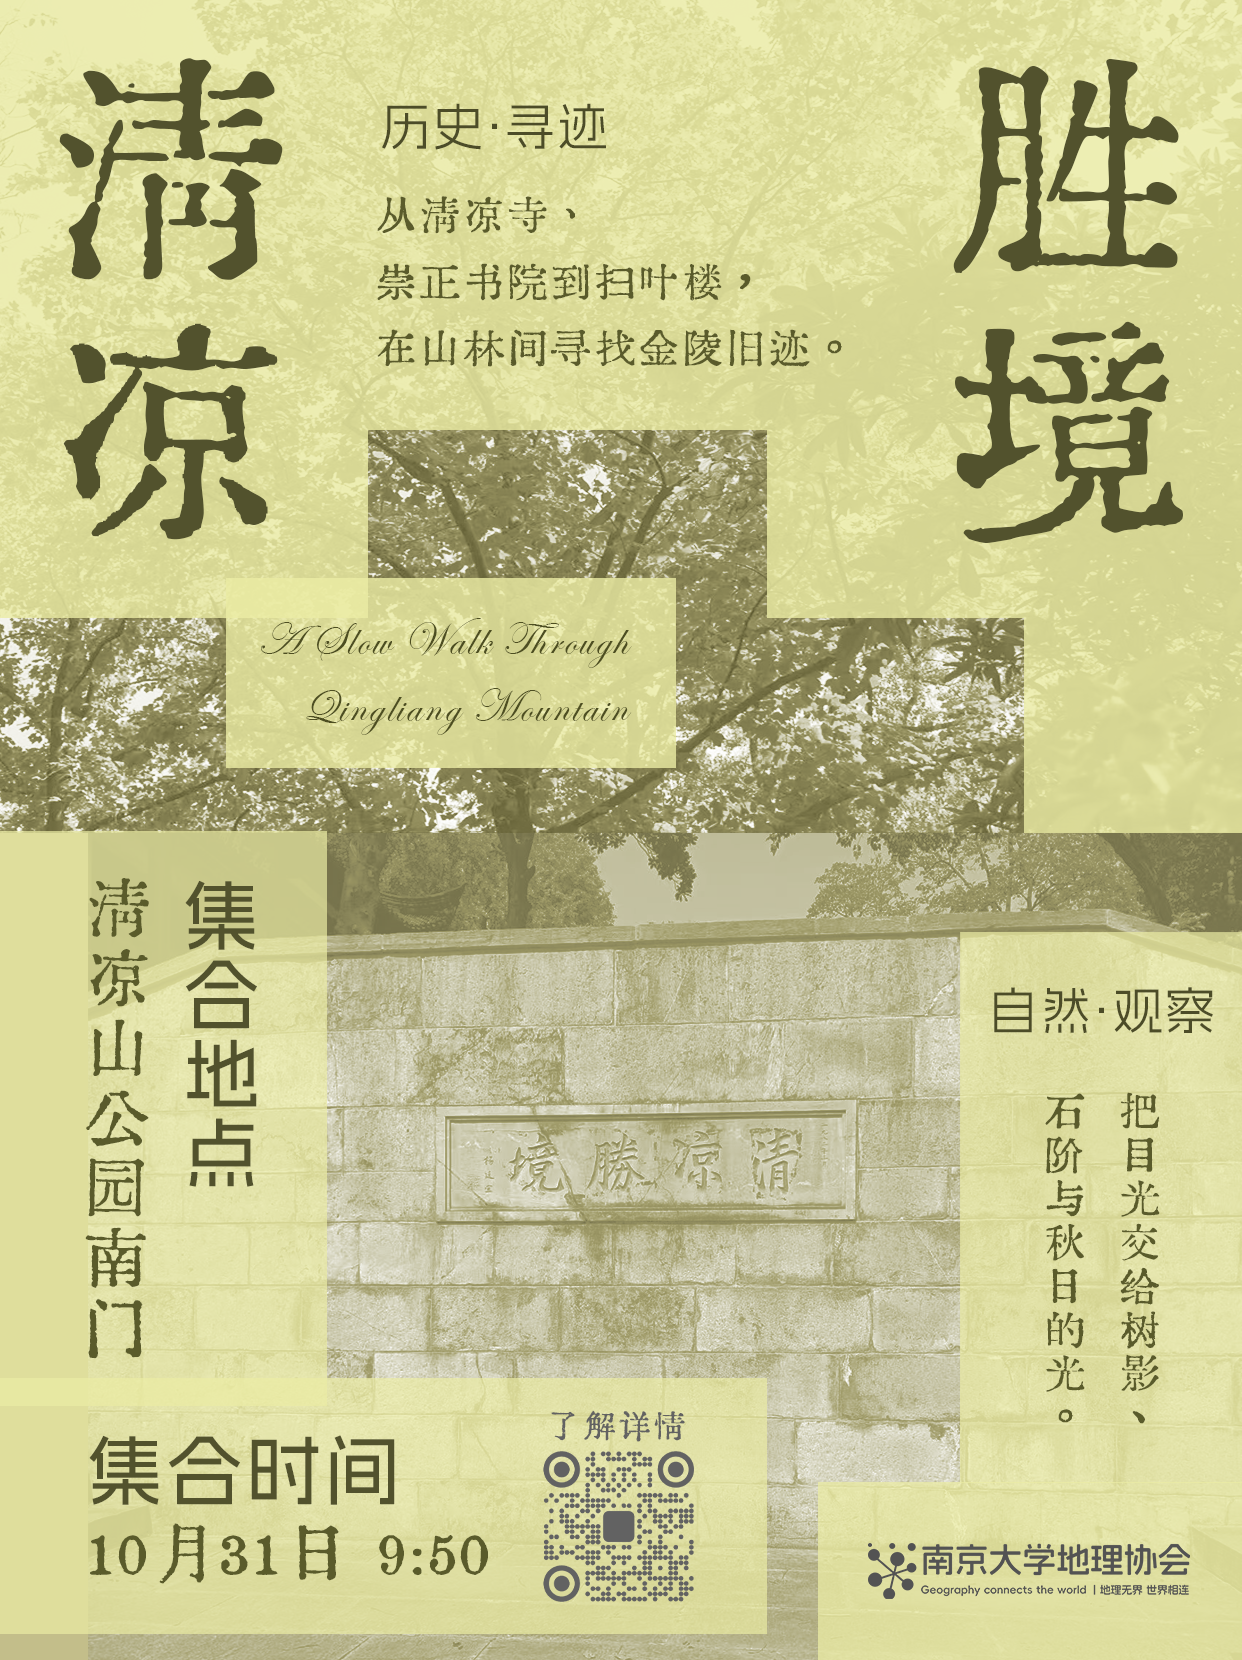 清凉
胜境
历史·寻迹
从清凉寺、
崇正书院到扫叶楼，
在山林间寻找金陵旧迹。
A Slow Walk Through
Qingliang Mountain
集合地点
清凉山公园南门
清凉勝境
自然·观察
把目光交给树影、
石阶与秋日的光。
集合时间
10月31日 9:50
了解详情
南京大学地理协会
Geography connects the world | 地理无界 世界相连